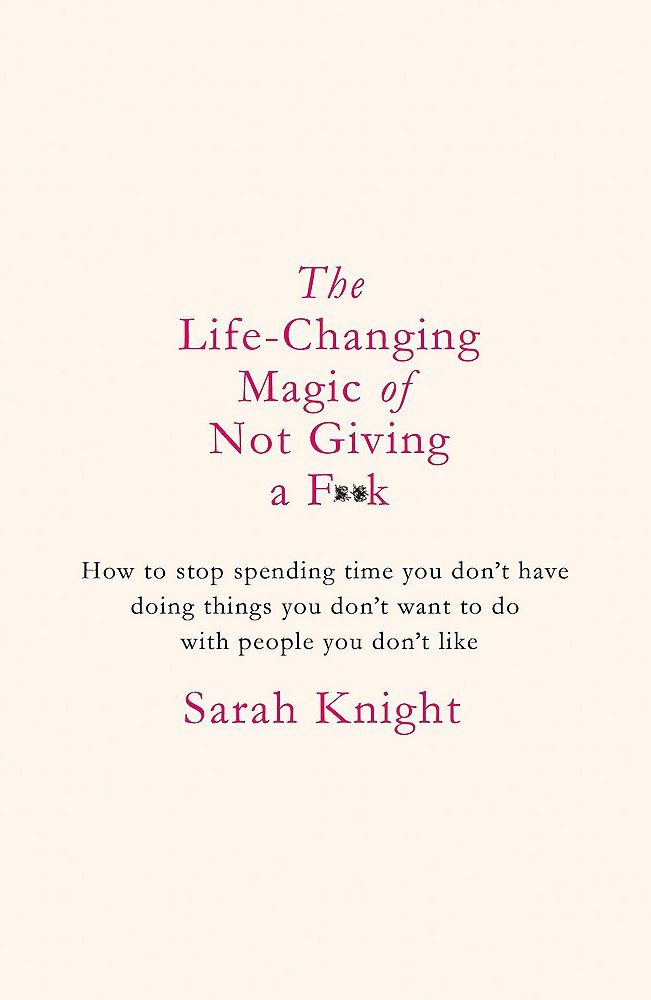 The
Life-Changing
Magic of
Not Giving
a F**k
How to stop spending time you don't have
doing things you don't want to do
with people you don't like
Sarah Knight